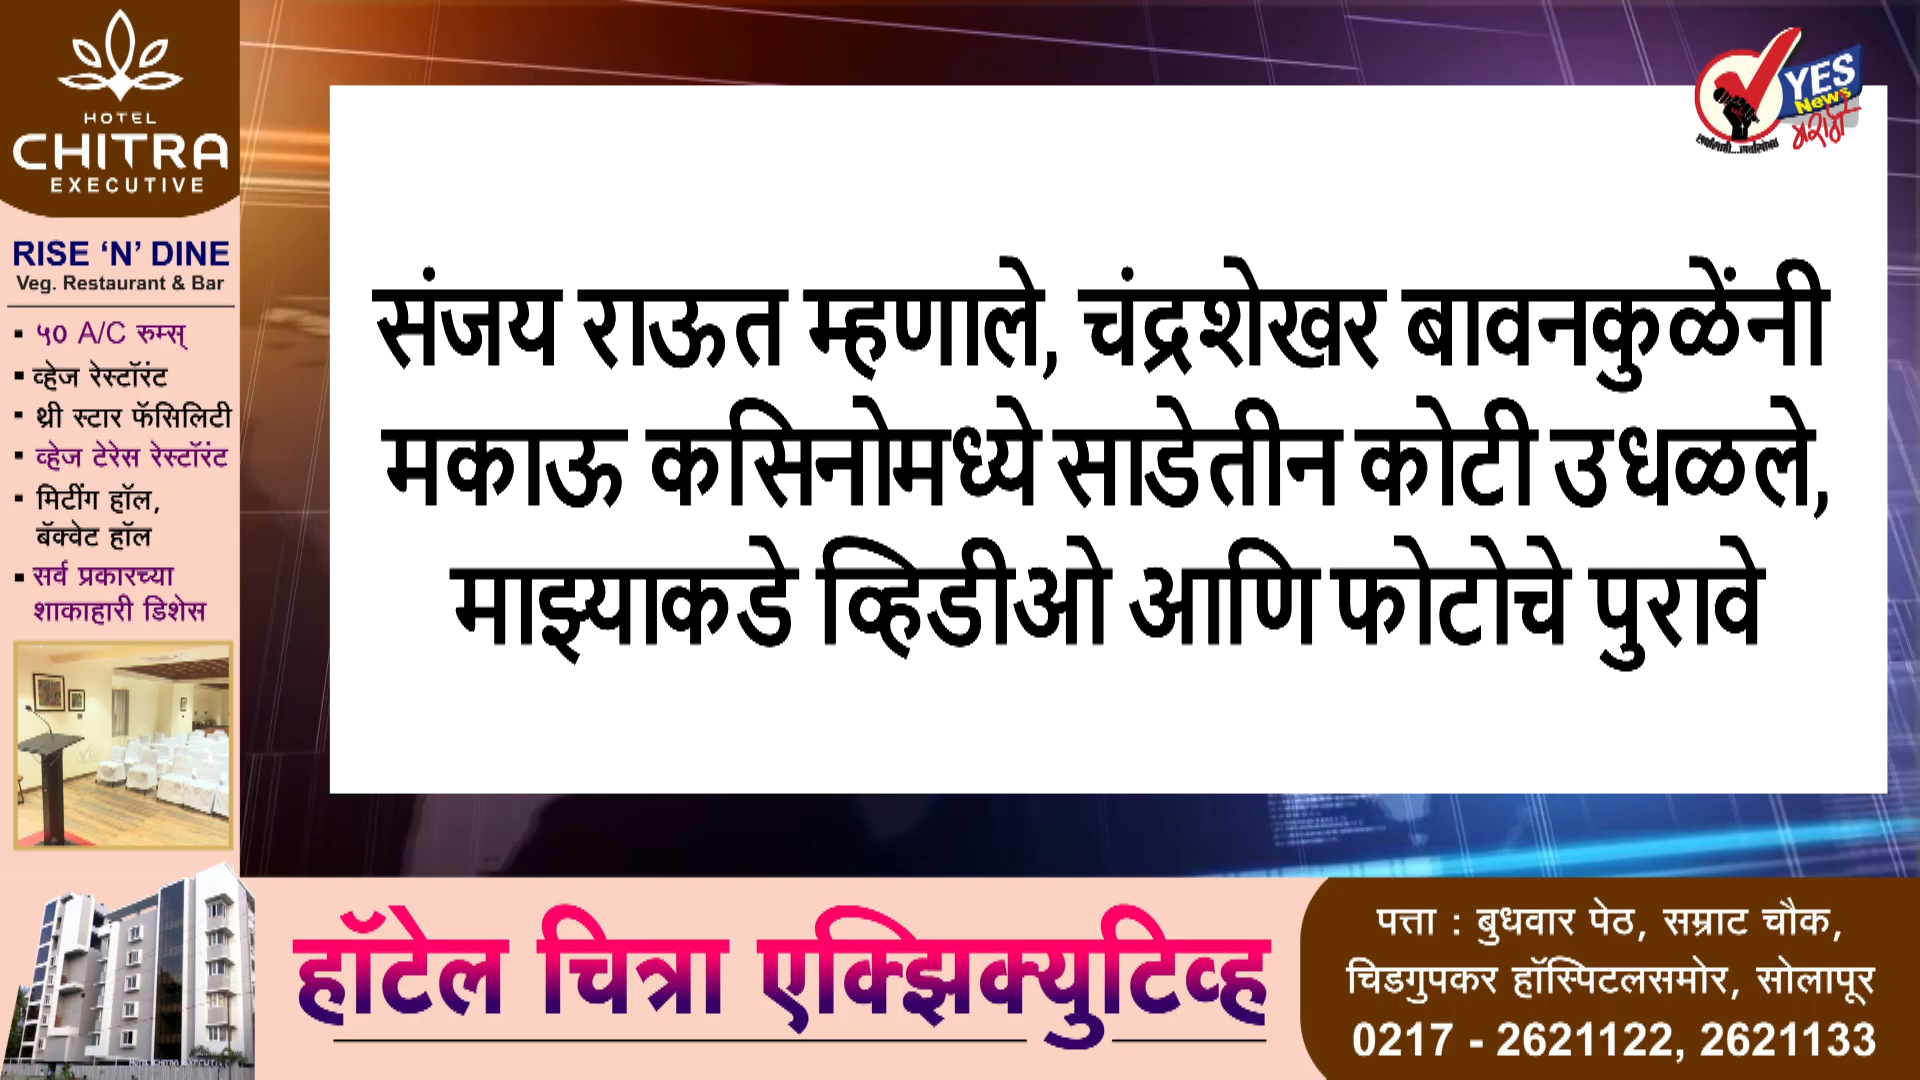 HOTEL
CHITRA
EXECUTIVE
RISE ‘N’ DINE
Veg. Restaurant & Bar
▪ ५० A/C रुम्स्
▪ व्हेज रेस्टॉरंट
▪ थ्री स्टार फॅसिलिटी
▪ व्हेज टेरेस रेस्टॉरंट
▪ मिटींग हॉल,
बॅक्वेट हॉल
▪ सर्व प्रकारच्या
शाकाहारी डिशेस
YES
News
मराठी
संजय राऊत म्हणाले, चंद्रशेखर बावनकुळेंनी
मकाऊ कसिनोमध्ये साडेतीन कोटी उधळले,
माझ्याकडे व्हिडीओ आणि फोटोचे पुरावे
हॉटेल चित्रा एक्झिक्युटिव्ह
पत्ता : बुधवार पेठ, सम्राट चौक,
चिडगुपकर हॉस्पिटलसमोर, सोलापूर
0217 - 2621122, 2621133